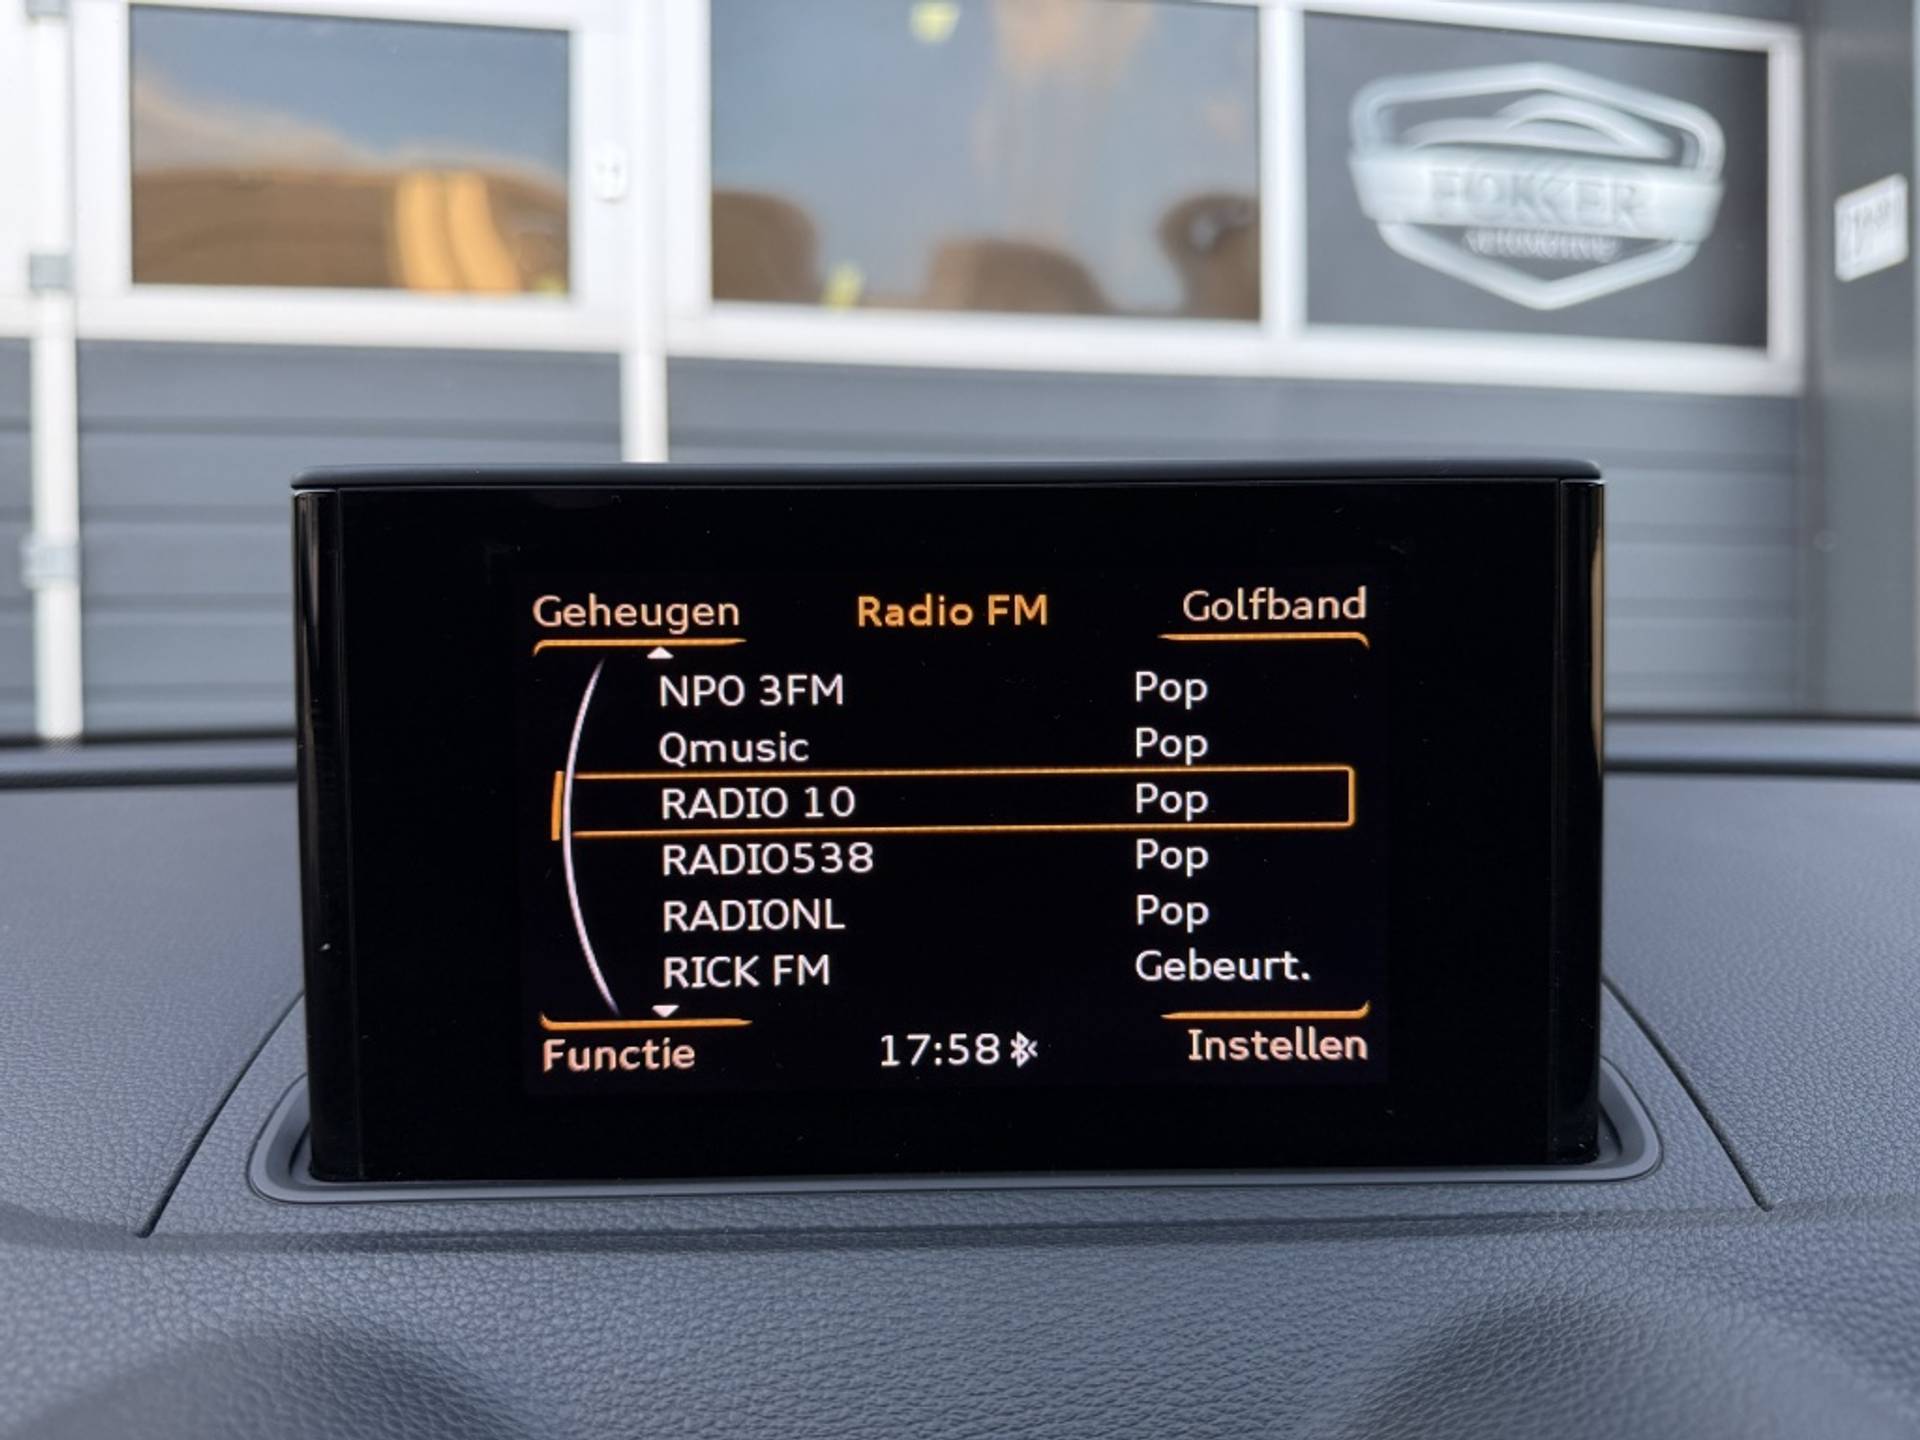 FOKKER
Geheugen Radio FM Golfband
NPO 3FM Pop
Qmusic Pop
RADIO 10 Pop
RADIO538 Pop
RADIONL Pop
RICK FM Gebeurt.
Functie 17:58 Instellen